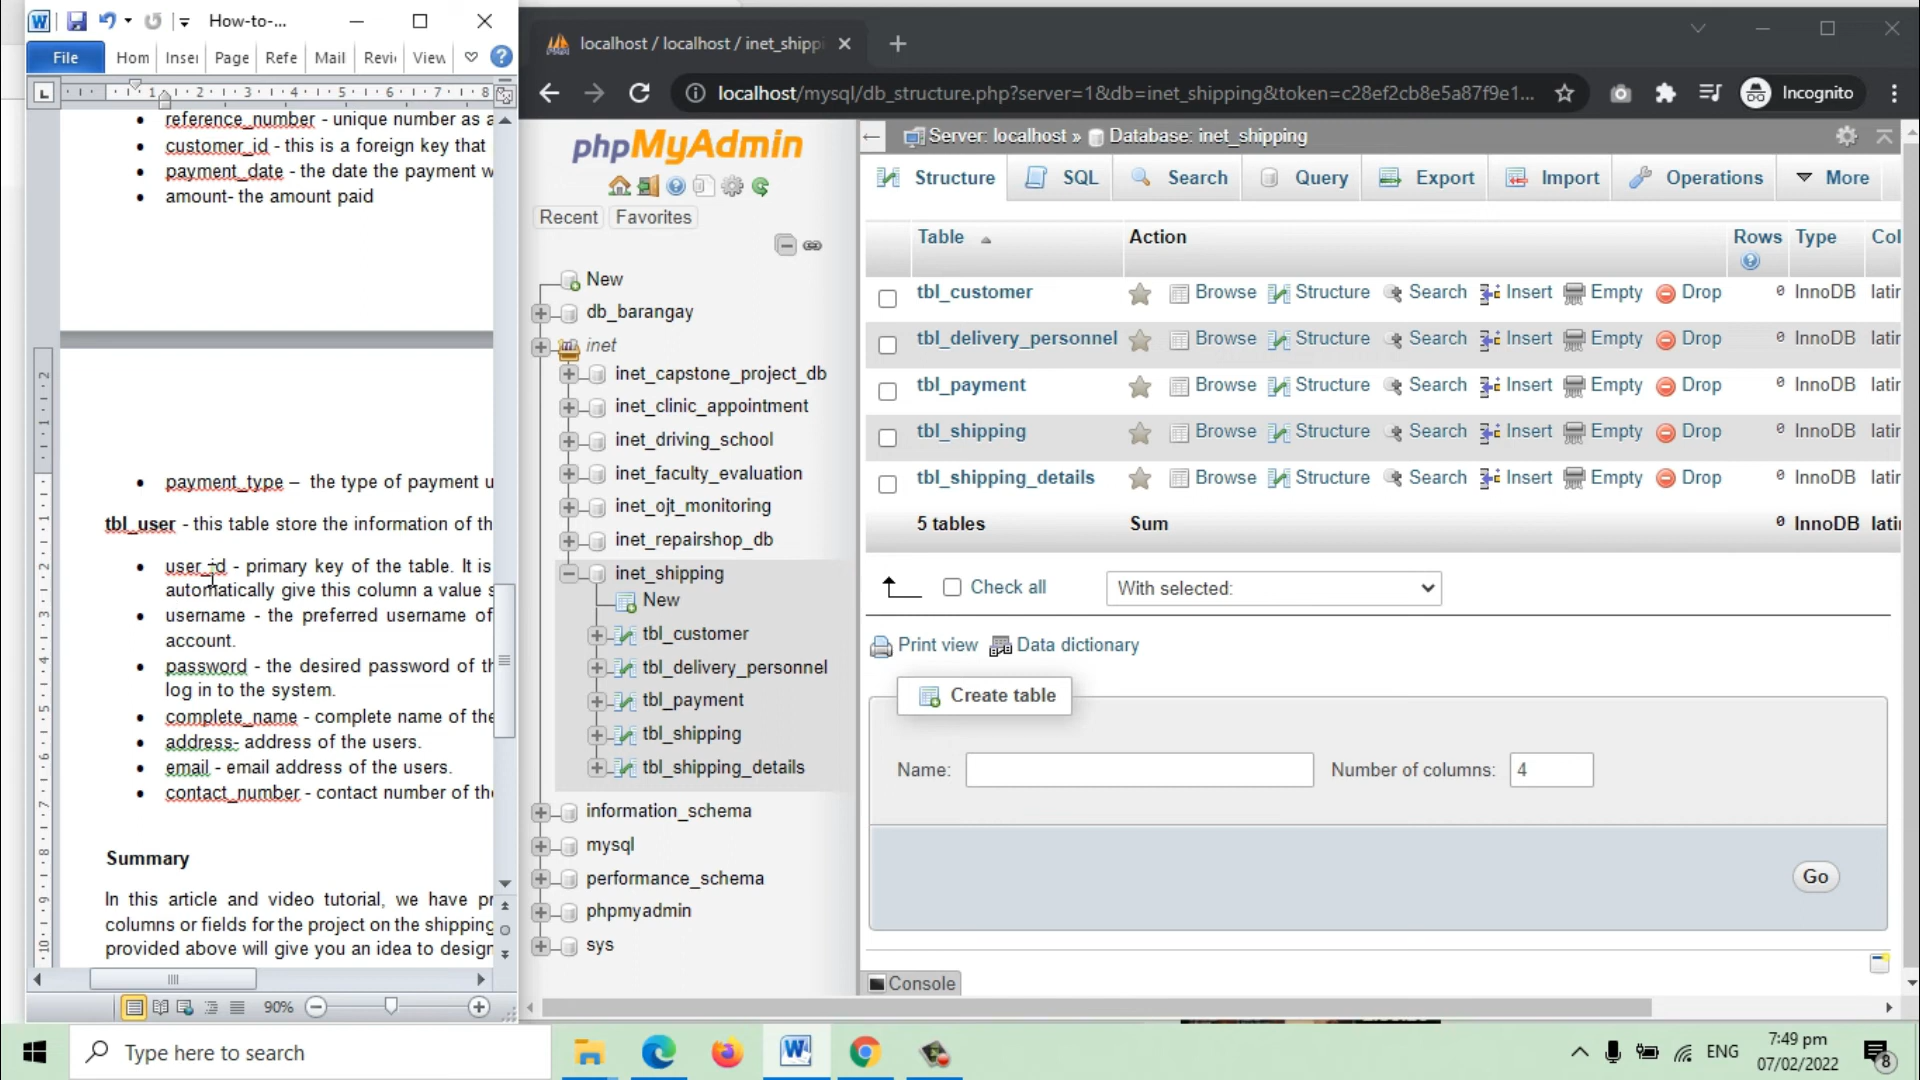 How-to-...
File Hom Inser Page Refe Mail Revi View
reference_number - unique number as a
customer_id - this is a foreign key that
payment_date - the date the payment w
amount- the amount paid
payment_type – the type of payment u
tbl_user - this table store the information of th
user_id - primary key of the table. It is
automatically give this column a value s
username - the preferred username of
account.
password - the desired password of th
log in to the system.
complete_name - complete name of the
address- address of the users.
email - email address of the users.
contact_number - contact number of the
Summary
In this article and video tutorial, we have pr
columns or fields for the project on the shipping
provided above will give you an idea to design
90%
localhost / localhost / inet_shippi
localhost/mysql/db_structure.php?server=1&db=inet_shipping&token=c28ef2cb8e5a87f9e1...
Incognito
phpMyAdmin
Recent Favorites
New
db_barangay
inet
inet_capstone_project_db
inet_clinic_appointment
inet_driving_school
inet_faculty_evaluation
inet_ojt_monitoring
inet_repairshop_db
inet_shipping
New
tbl_customer
tbl_delivery_personnel
tbl_payment
tbl_shipping
tbl_shipping_details
information_schema
mysql
performance_schema
phpmyadmin
sys
Server: localhost » Database: inet_shipping
Structure SQL Search Query Export Import Operations More
Table Action Rows Type Col
tbl_customer Browse Structure Search Insert Empty Drop 0 InnoDB latin
tbl_delivery_personnel Browse Structure Search Insert Empty Drop 0 InnoDB latin
tbl_payment Browse Structure Search Insert Empty Drop 0 InnoDB latin
tbl_shipping Browse Structure Search Insert Empty Drop 0 InnoDB latin
tbl_shipping_details Browse Structure Search Insert Empty Drop 0 InnoDB latin
5 tables Sum 0 InnoDB latin
Check all With selected:
Print view Data dictionary
Create table
Name: Number of columns: 4
Go
Console
Type here to search
ENG
7:49 pm
07/02/2022
8